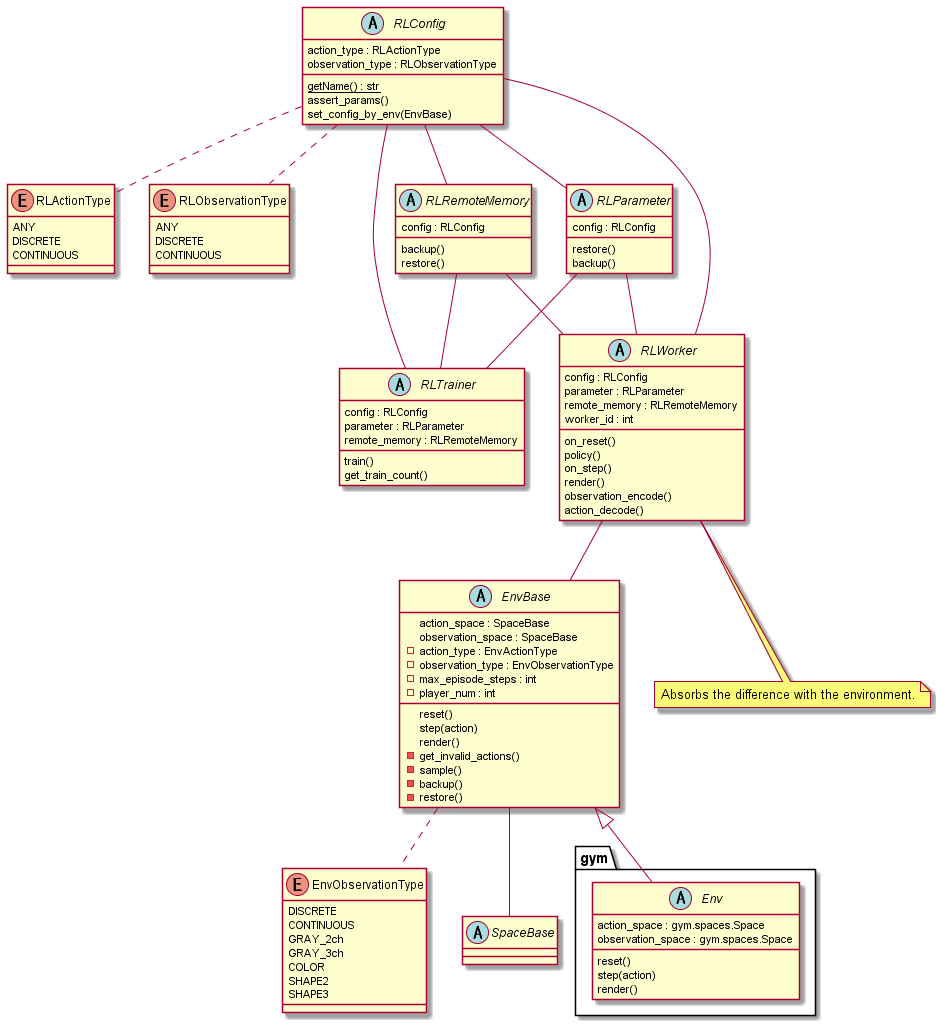 A RLConfig
action_type : RLActionType
observation_type : RLObservationType
getName() : str
assert_params()
set_config_by_env(EnvBase)
E RLActionType
ANY
DISCRETE
CONTINUOUS
E RLObservationType
ANY
DISCRETE
CONTINUOUS
A RLRemoteMemory
config : RLConfig
backup()
restore()
A RLParameter
config : RLConfig
restore()
backup()
A RLTrainer
config : RLConfig
parameter : RLParameter
remote_memory : RLRemoteMemory
train()
get_train_count()
A RLWorker
config : RLConfig
parameter : RLParameter
remote_memory : RLRemoteMemory
worker_id : int
on_reset()
policy()
on_step()
render()
observation_encode()
action_decode()
A EnvBase
action_space : SpaceBase
observation_space : SpaceBase
action_type : EnvActionType
observation_type : EnvObservationType
max_episode_steps : int
player_num : int
reset()
step(action)
render()
get_invalid_actions()
sample()
backup()
restore()
Absorbs the difference with the environment.
E EnvObservationType
DISCRETE
CONTINUOUS
GRAY_2ch
GRAY_3ch
COLOR
SHAPE2
SHAPE3
A SpaceBase
gym
A Env
action_space : gym.spaces.Space
observation_space : gym.spaces.Space
reset()
step(action)
render()